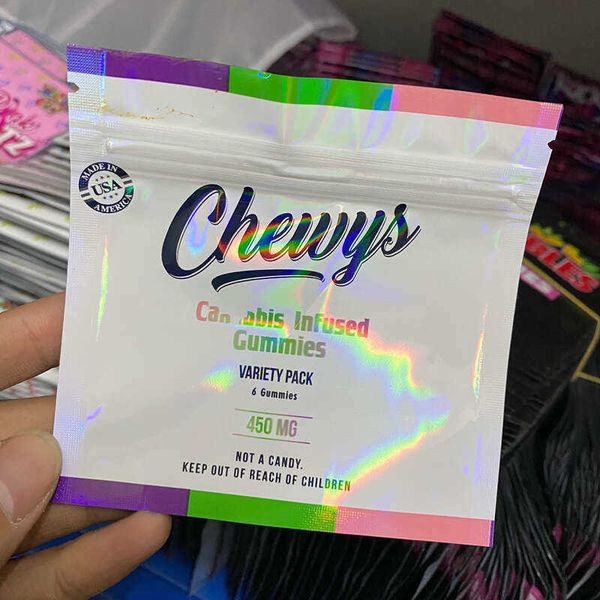 MADE IN
USA
AMERICA
Chewys
Cannabis Infused
Gummies
VARIETY PACK
6 Gummies
450 MG
NOT A CANDY.
KEEP OUT OF REACH OF CHILDREN